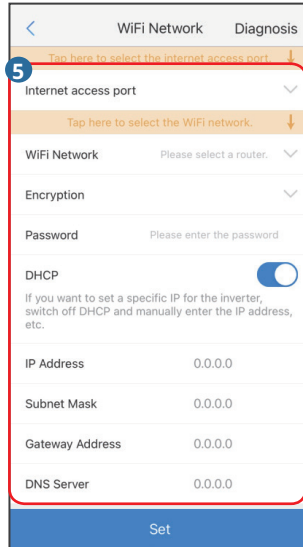 WiFi Network Diagnosis
Tap here to select the internet access port
5
Internet access port
Tap here to select the WiFi network.
WiFi Network Please select a router.
Encryption
Password Please enter the password
DHCP
If you want to set a specific IP for the inverter,
switch off DHCP and manually enter the IP address,
etc.
IP Address 0.0.0.0
Subnet Mask 0.0.0.0
Gateway Address 0.0.0.0
DNS Server 0.0.0.0
Set